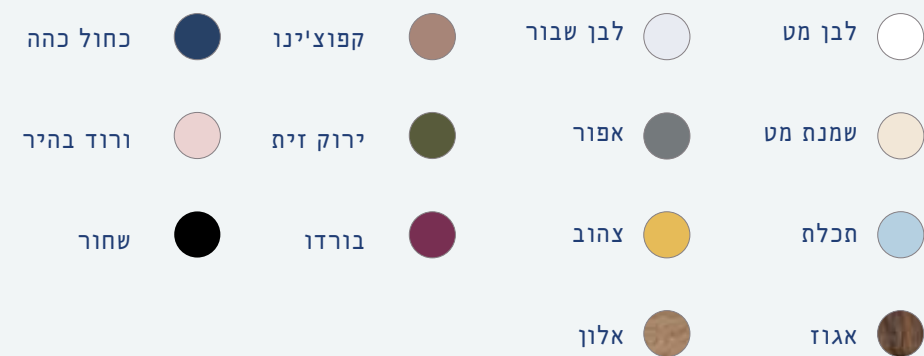 לבן מט
לבן שבור
קפוצ'ינו
כחול כהה
שמנת מט
אפור
ירוק זית
ורוד בהיר
תכלת
צהוב
בורדו
שחור
אגוז
אלון